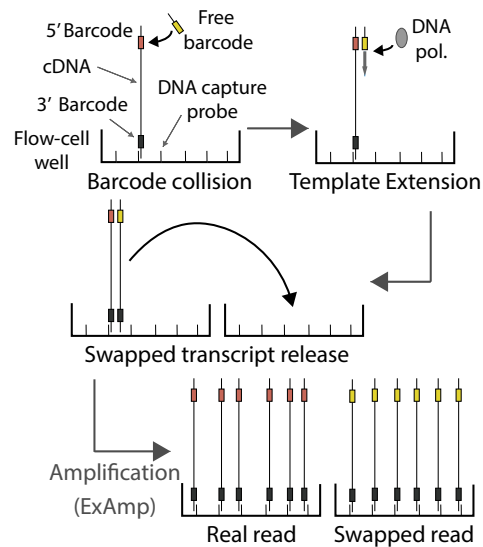 5' Barcode
Free
barcode
cDNA
3' Barcode
DNA capture
probe
Flow-cell
well
Barcode collision
DNA
pol.
Template Extension
Swapped transcript release
Amplification
(ExAmp)
Real read
Swapped read